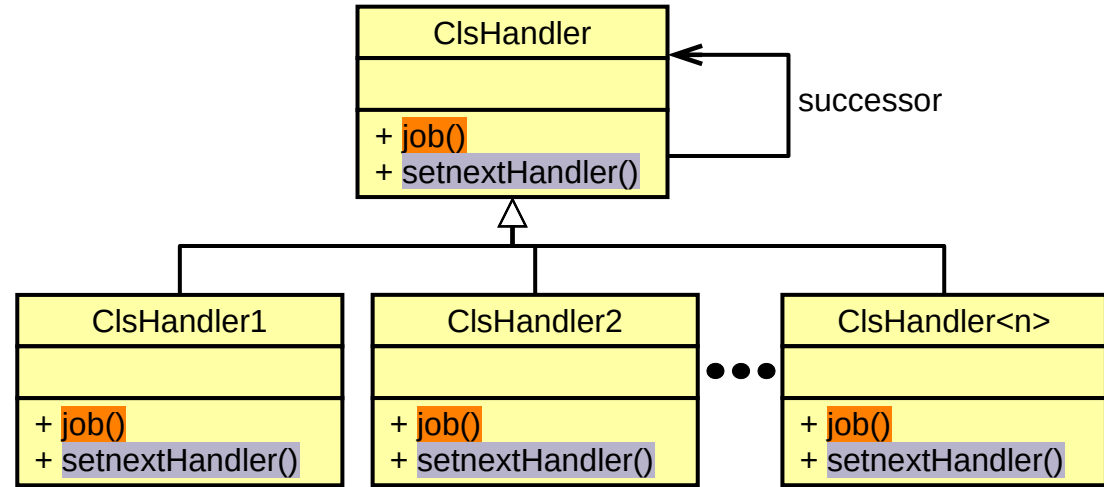 ClsHandler
successor
+ job()
+ setnextHandler()
ClsHandler1
+ job()
+ setnextHandler()
ClsHandler2
+ job()
+ setnextHandler()
ClsHandler<n>
+ job()
+ setnextHandler()